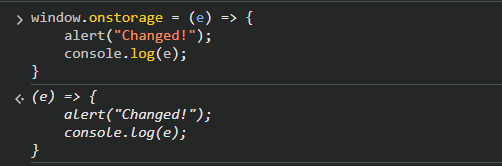 > window.onstorage = (e) => {
    alert("Changed!");
    console.log(e);
}
(e) => {
    alert("Changed!");
    console.log(e);
}